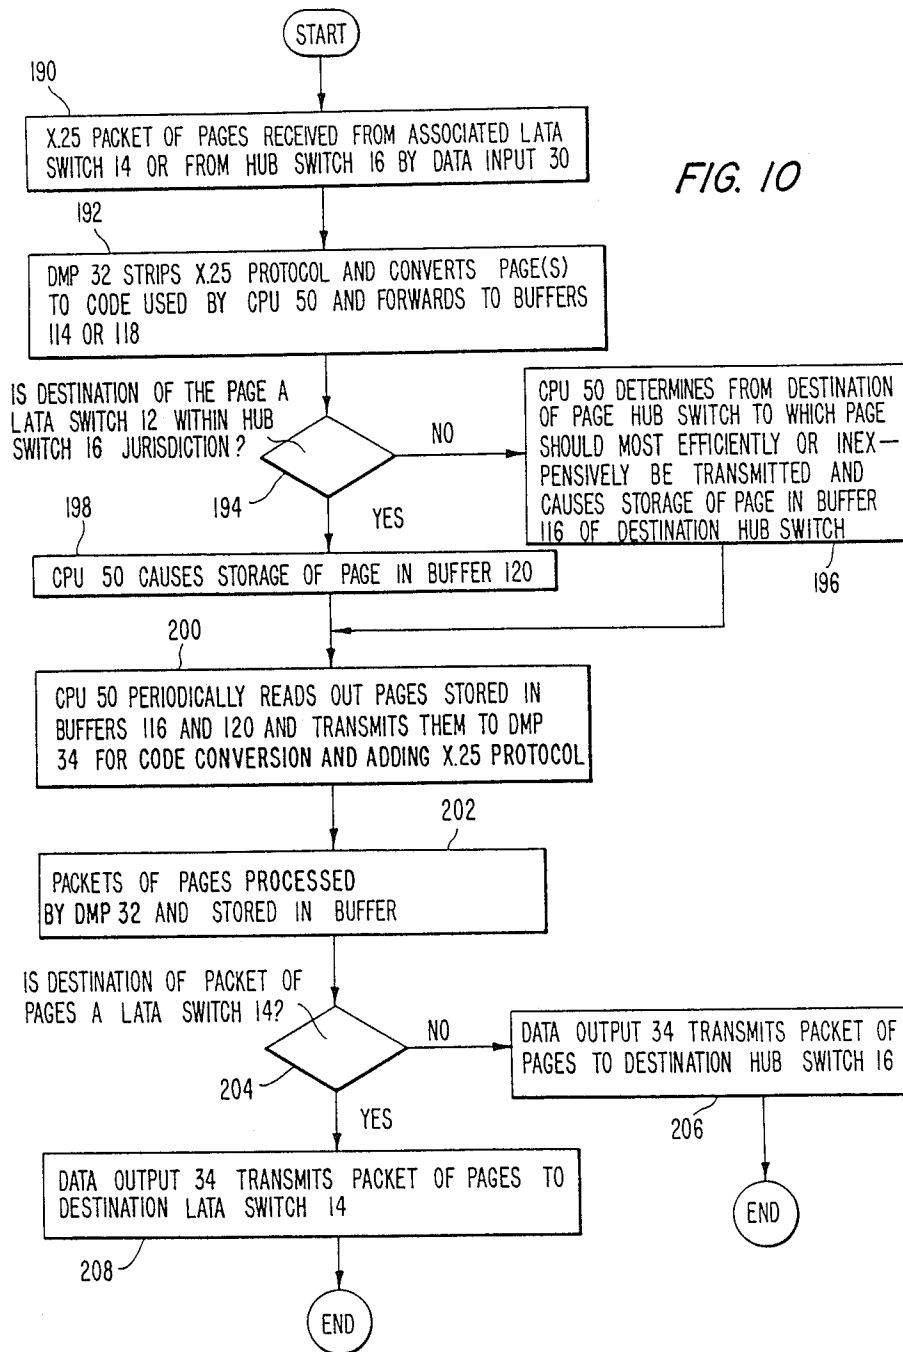 START
190
X.25 PACKET OF PAGES RECEIVED FROM ASSOCIATED LATA
SWITCH 14 OR FROM HUB SWITCH 16 BY DATA INPUT 30
FIG. 10
192
DMP 32 STRIPS X.25 PROTOCOL AND CONVERTS PAGE(S)
TO CODE USED BY CPU 50 AND FORWARDS TO BUFFERS
114 OR 118
IS DESTINATION OF THE PAGE A
LATA SWITCH 12 WITHIN HUB
SWITCH 16 JURISDICTION?
NO
194
YES
CPU 50 DETERMINES FROM DESTINATION
OF PAGE HUB SWITCH TO WHICH PAGE
SHOULD MOST EFFICIENTLY OR INEX—
PENSIVELY BE TRANSMITTED AND
CAUSES STORAGE OF PAGE IN BUFFER
116 OF DESTINATION HUB SWITCH
196
198
CPU 50 CAUSES STORAGE OF PAGE IN BUFFER 120
200
CPU 50 PERIODICALLY READS OUT PAGES STORED IN
BUFFERS 116 AND 120 AND TRANSMITS THEM TO DMP
34 FOR CODE CONVERSION AND ADDING X.25 PROTOCOL
202
PACKETS OF PAGES PROCESSED
BY DMP 32 AND STORED IN BUFFER
IS DESTINATION OF PACKET OF
PAGES A LATA SWITCH 14?
NO
204
YES
DATA OUTPUT 34 TRANSMITS PACKET OF
PAGES TO DESTINATION HUB SWITCH 16
206
END
DATA OUTPUT 34 TRANSMITS PACKET OF PAGES TO
DESTINATION LATA SWITCH 14
208
END